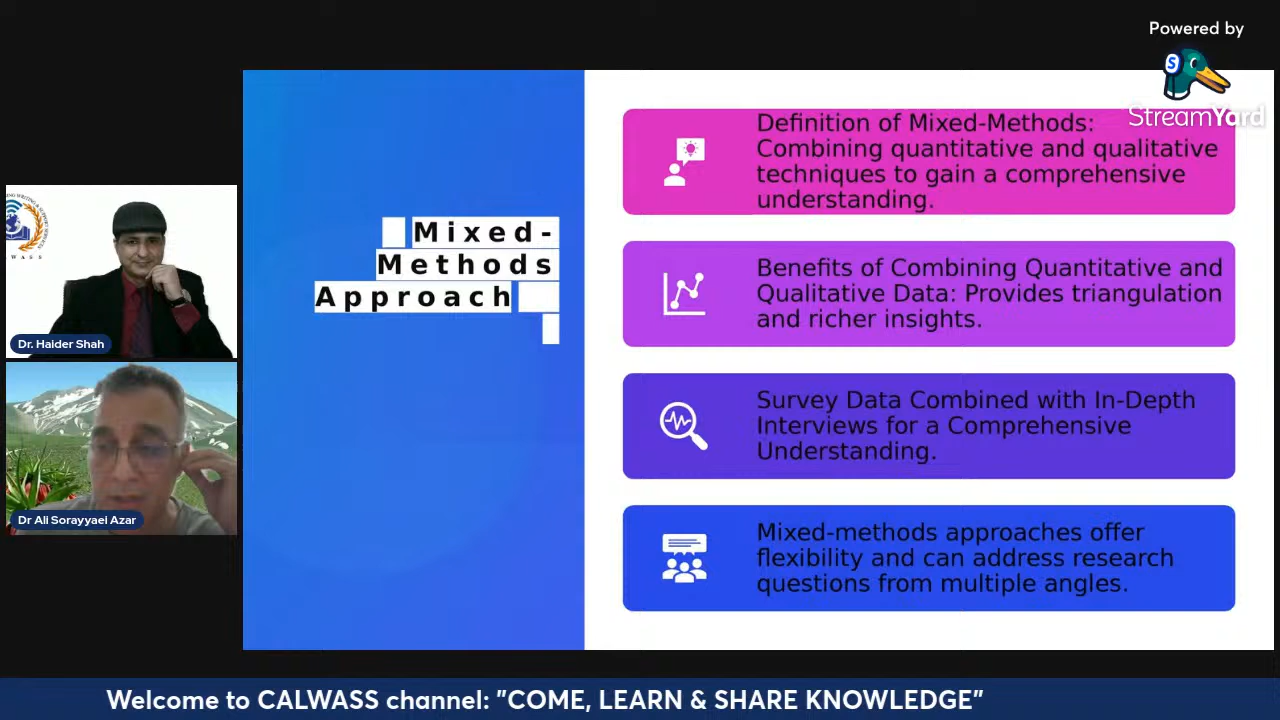 Powered by
StreamYard
Mixed-
Methods
Approach
Definition of Mixed-Methods:
Combining quantitative and qualitative
techniques to gain a comprehensive
understanding.
Benefits of Combining Quantitative and
Qualitative Data: Provides triangulation
and richer insights.
Survey Data Combined with In-Depth
Interviews for a Comprehensive
Understanding.
Mixed-methods approaches offer
flexibility and can address research
questions from multiple angles.
Dr. Haider Shah
Dr Ali Sorayyaei Azar
Welcome to CALWASS channel: "COME, LEARN & SHARE KNOWLEDGE"